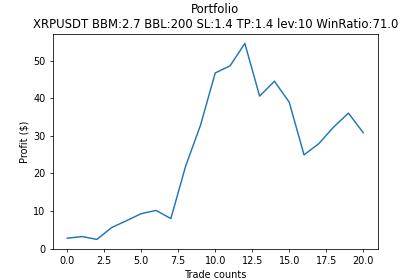 Portfolio
XRPUSDT BBM:2.7 BBL:200 SL:1.4 TP:1.4 lev:10 WinRatio:71.0
Profit ($)
50
40
30
20
10
0
0.0 2.5 5.0 7.5 10.0 12.5 15.0 17.5 20.0
Trade counts